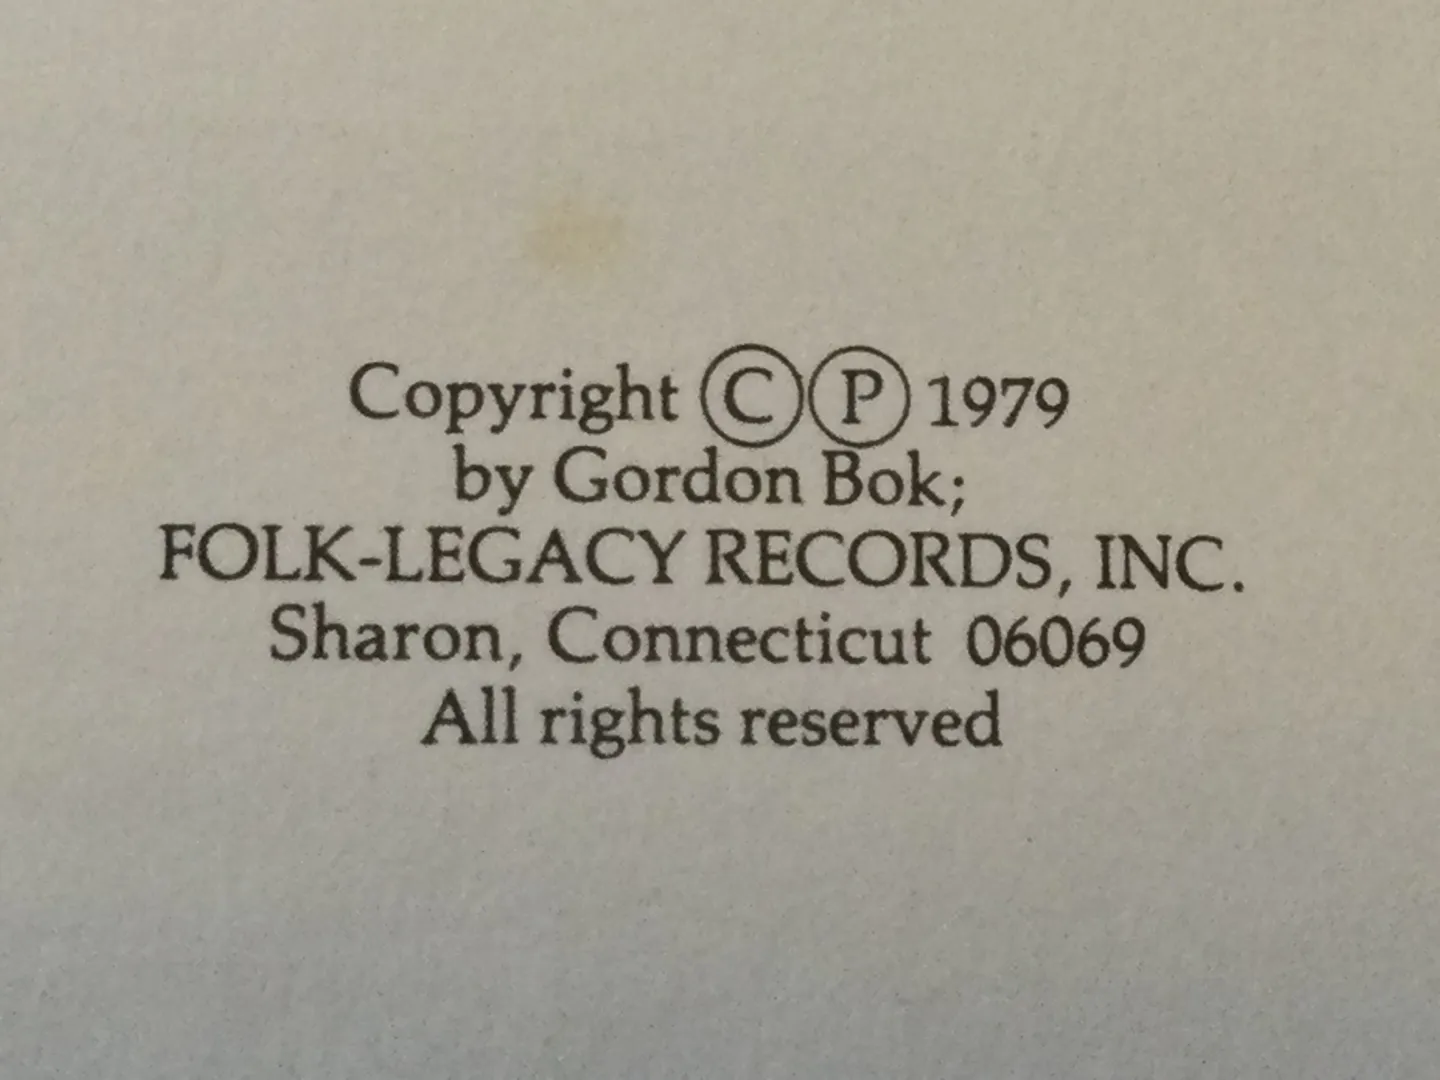 Copyright ©℗ 1979
by Gordon Bok;
FOLK-LEGACY RECORDS, INC.
Sharon, Connecticut 06069
All rights reserved